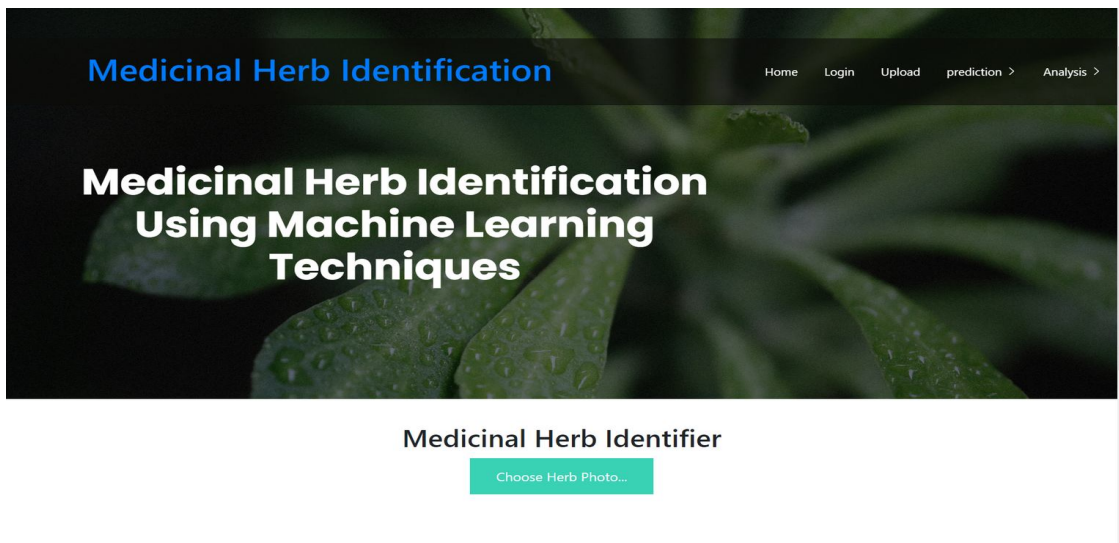 Medicinal Herb Identification
Home Login Upload prediction > Analysis >
Medicinal Herb Identification
Using Machine Learning
Techniques
Medicinal Herb Identifier
Choose Herb Photo...